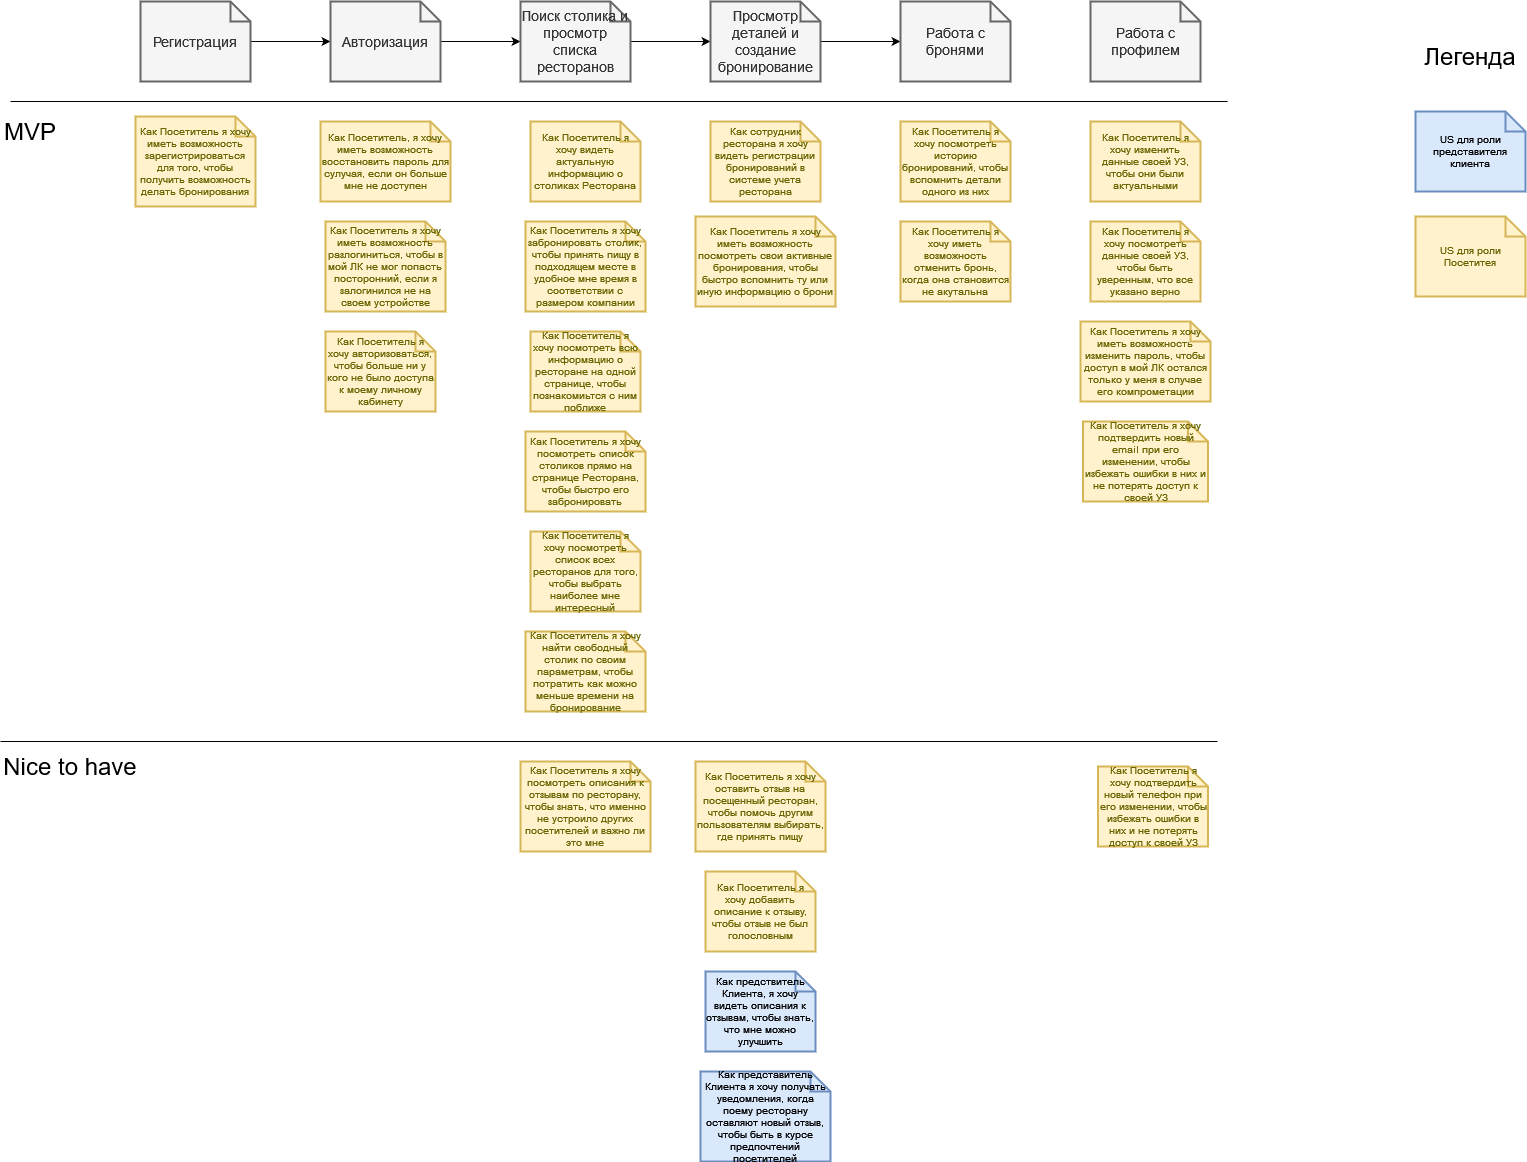 Регистрация
Авторизация
Поиск столика и
просмотр
списка
ресторанов
Просмотр
деталей и
создание
бронирование
Работа с
бронями
Работа с
профилем
Легенда
MVP
Как Посетитель я хочу
иметь возможность
зарегистрироваться
для того, чтобы
получить возможность
делать бронирования
Как Посетитель, я хочу
иметь возможность
восстановить пароль для
сулучая, если он больше
мне не доступен
Как Посетитель я хочу
иметь возможность
разлогиниться, чтобы в
мой ЛК не мог попасть
посторонний, если я
залогинился не на
своем устройстве
Как Посетитель я
хочу авторизоваться,
чтобы больше ни у
кого не было доступа
к моему личному
кабинету
Как Посетитель я
хочу видеть
актуальную
информацию о
столиках Ресторана
Как Посетитель я хочу
забронировать столик,
чтобы принять пищу в
подходящем месте в
удобное мне время в
соответствии с
размером компании
Как Посетитель я
хочу посмотреть всю
информацию о
ресторане на одной
странице, чтобы
познакомиться с ним
поближе
Как Посетитель я хочу
посмотреть список
столиков прямо на
странице Ресторана,
чтобы быстро его
забронировать
Как Посетитель я
хочу посмотреть
список всех
ресторанов для того,
чтобы выбрать
наиболее мне
интересный
Как Посетитель я хочу
найти свободный
столик по своим
параметрам, чтобы
потратить как можно
меньше времени на
бронирование
Как сотрудник
ресторана я хочу
видеть регистрации
бронирований в
системе учета
ресторана
Как Посетитель я хочу
иметь возможность
посмотреть свои активные
бронирования, чтобы
быстро вспомнить ту или
иную информацию о брони
Как Посетитель я
хочу посмотреть
историю
бронирований, чтобы
вспомнить детали
одного из них
Как Посетитель я
хочу иметь
возможность
отменить бронь,
когда она становится
не акутальна
Как Посетитель я
хочу изменить
данные своей УЗ,
чтобы они были
актуальными
Как Посетитель я
хочу посмотреть
данные своей УЗ,
чтобы быть
уверенным, что все
указано верно
Как Посетитель я хочу
иметь возможность
изменить пароль, чтобы
доступ в мой ЛК остался
только у меня в случае
его компрометации
Как Посетитель я хочу
подтвердить новый
email при его
изменении, чтобы
избежать ошибки в них и
не потерять доступ к
своей УЗ
US для роли
представителя
клиента
US для роли
Посетитея
Nice to have
Как Посетитель я хочу
посмотреть описания к
отзывам по ресторану,
чтобы знать, что именно
не устроило других
посетителей и важно ли
это мне
Как Посетитель я хочу
оставить отзыв на
посещенный ресторан,
чтобы помочь другим
пользователям выбирать,
где принять пищу
Как Посетитель я
хочу добавить
описание к отзыву,
чтобы отзыв не был
голословным
Как предствитель
Клиента, я хочу
видеть описания к
отзывам, чтобы знать,
что мне можно
улучшить
Как представитель
Клиента я хочу получать
уведомления, когда
поему ресторану
оставляют новый отзыв,
чтобы быть в курсе
предпочтений
посетителей
Как Посетитель я
хочу подтвердить
новый телефон при
его изменении, чтобы
избежать ошибки в
них и не потерять
доступ к своей УЗ